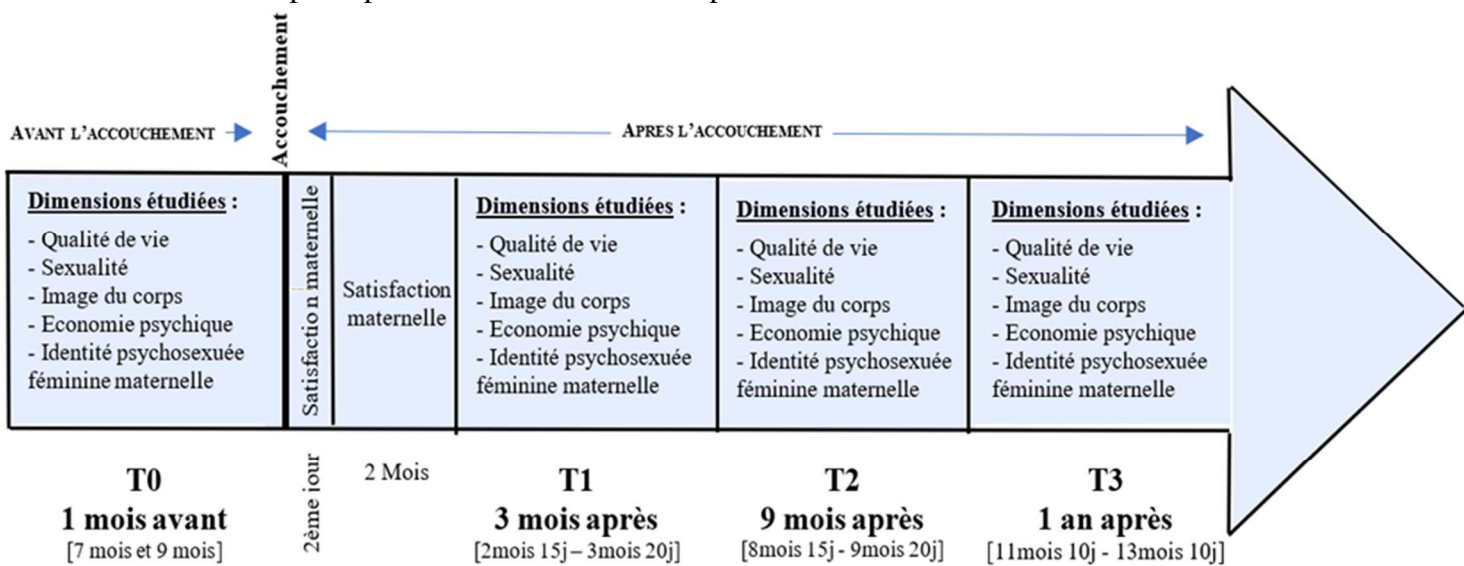 Accouchement
AVANT L'ACCOUCHEMENT
APRES L'ACCOUCHEMENT
Dimensions étudiées :
- Qualité de vie
- Sexualité
- Image du corps
- Economie psychique
- Identité psychosexuée
féminine maternelle
Satisfaction maternelle
Satisfaction
maternelle
Dimensions étudiées :
- Qualité de vie
- Sexualité
- Image du corps
- Economie psychique
- Identité psychosexuée
féminine maternelle
Dimensions étudiées :
- Qualité de vie
- Sexualité
- Image du corps
- Economie psychique
- Identité psychosexuée
féminine maternelle
Dimensions étudiées :
- Qualité de vie
- Sexualité
- Image du corps
- Economie psychique
- Identité psychosexuée
féminine maternelle
T0
1 mois avant
[7 mois et 9 mois]
2ème jour
2 Mois
T1
3 mois après
[2mois 15j – 3mois 20j]
T2
9 mois après
[8mois 15j - 9mois 20j]
T3
1 an après
[11mois 10j - 13mois 10j]